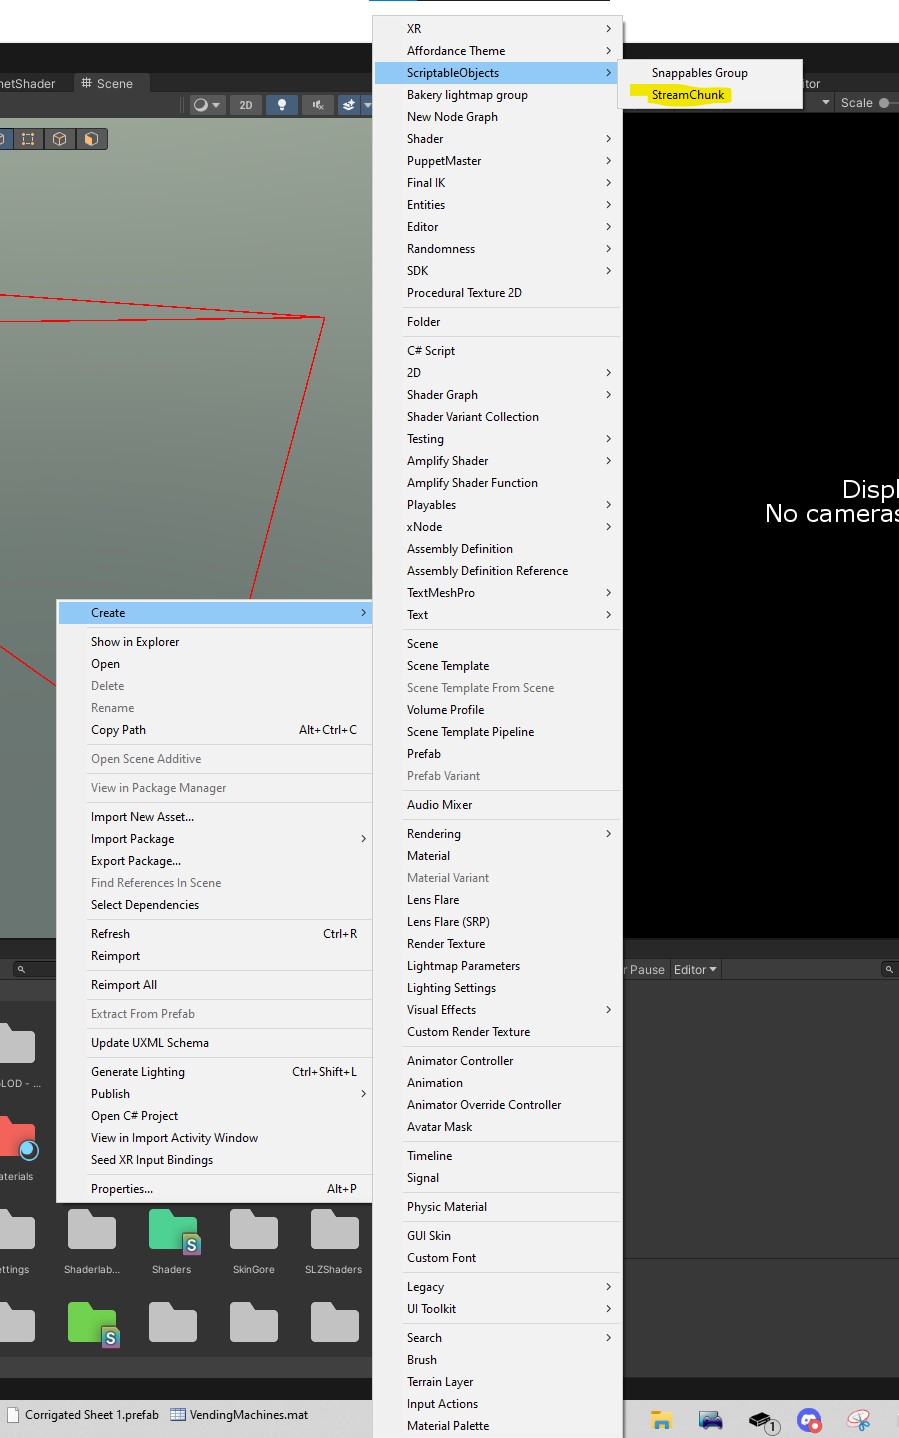 netShader
Scene
XR
Affordance Theme
ScriptableObjects
Bakery lightmap group
New Node Graph
Shader
PuppetMaster
Final IK
Entities
Editor
Randomness
SDK
Procedural Texture 2D
Folder
C# Script
2D
Shader Graph
Shader Variant Collection
Testing
Amplify Shader
Amplify Shader Function
Playables
xNode
Assembly Definition
Assembly Definition Reference
TextMeshPro
Text
Scene
Scene Template
Scene Template From Scene
Volume Profile
Scene Template Pipeline
Prefab
Prefab Variant
Audio Mixer
Rendering
Material
Material Variant
Lens Flare
Lens Flare (SRP)
Render Texture
Lightmap Parameters
Lighting Settings
Visual Effects
Custom Render Texture
Animator Controller
Animation
Animator Override Controller
Avatar Mask
Timeline
Signal
Physic Material
GUI Skin
Custom Font
Legacy
UI Toolkit
Search
Brush
Terrain Layer
Input Actions
Material Palette
Snappables Group
StreamChunk
itor
Scale
2D
Displ
No cameras
Create
Show in Explorer
Open
Delete
Rename
Copy Path Alt+Ctrl+C
Open Scene Additive
View in Package Manager
Import New Asset...
Import Package
Export Package...
Find References In Scene
Select Dependencies
Refresh Ctrl+R
Reimport
Reimport All
Extract From Prefab
Update UXML Schema
Generate Lighting Ctrl+Shift+L
Publish
Open C# Project
View in Import Activity Window
Seed XR Input Bindings
Properties... Alt+P
r Pause Editor
LOD - ...
aterials
ettings
Shaderlab...
Shaders
SkinGore
SLZShaders
S
S
Corrigated Sheet 1.prefab
VendingMachines.mat
1